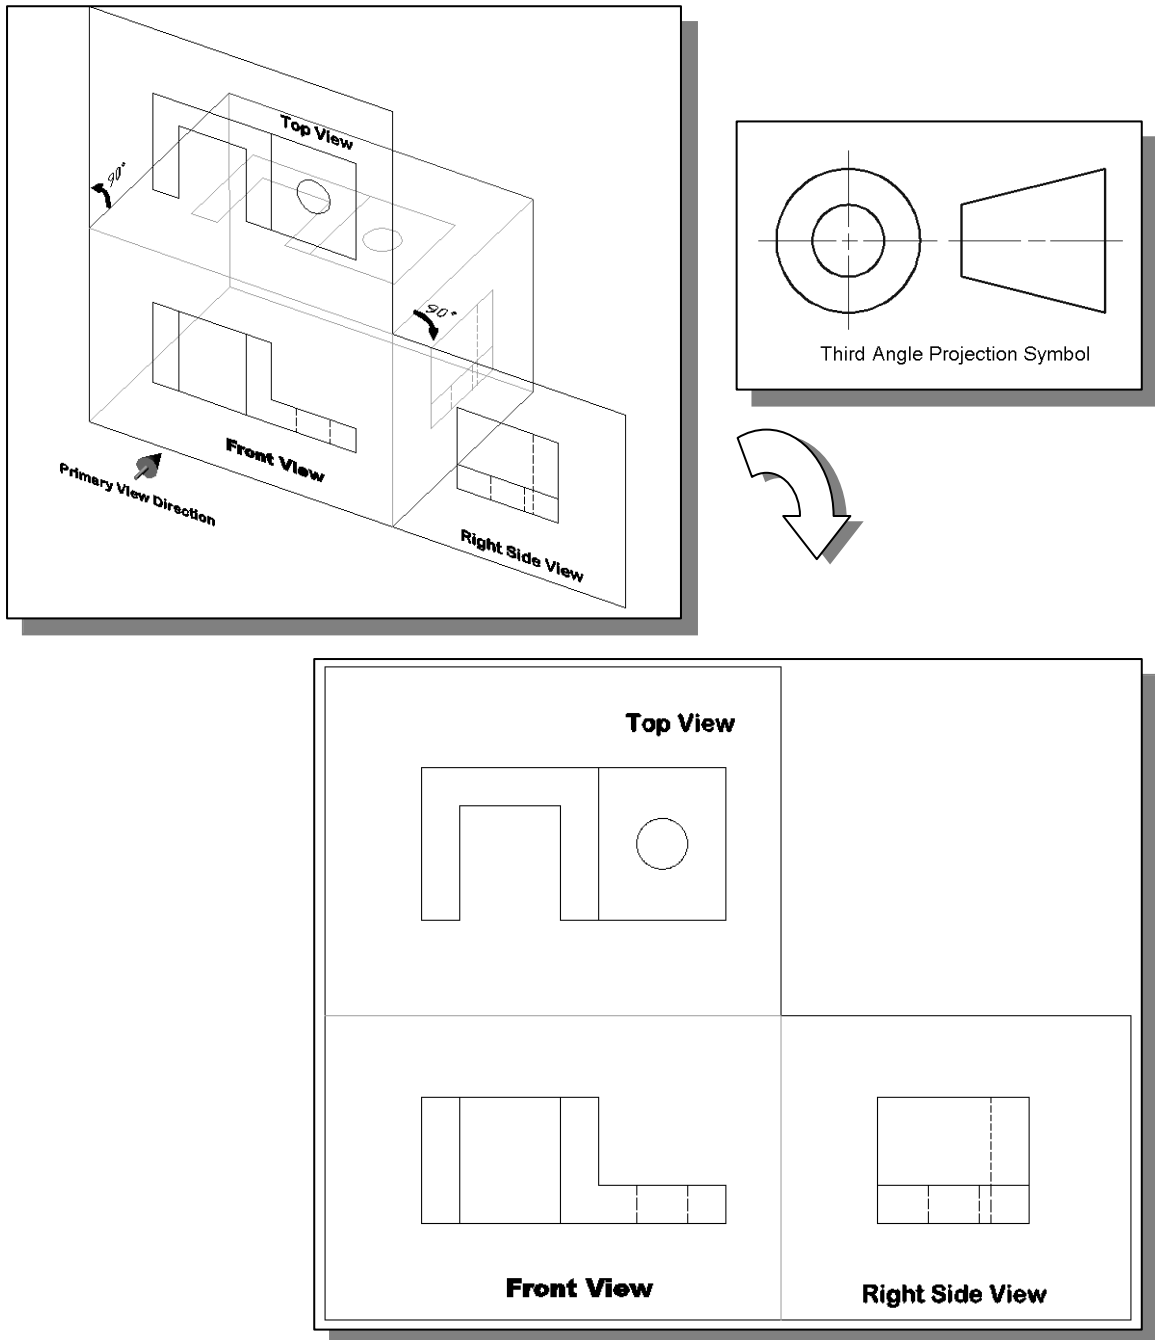 Top View
90°
90°
Front View
Primary View Direction
Right Side View
Third Angle Projection Symbol
Top View
Front View
Right Side View